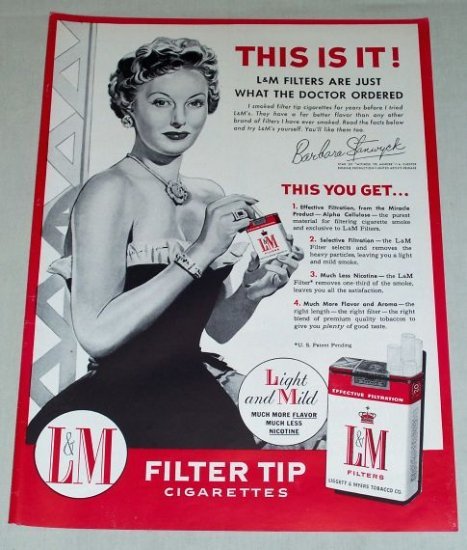 THIS IS IT!
L&M FILTERS ARE JUST
WHAT THE DOCTOR ORDERED
I smoked filter tip cigarettes for years before I tried
L&M's. They have a far better flavor than any other
brand of filters I have ever smoked. Read the facts below
and try L&M's yourself. You'll like them too.
Barbara Stanwyck
THIS YOU GET...
1. Effective Filtration, from the Miracle
Product—Alpha Cellulose—the purest
material for filtering cigarette smoke
and exclusive to L&M Filters.
2. Selective Filtration—the L&M
Filter selects and removes the
heavy particles, leaving you a light
and mild smoke.
3. Much Less Nicotine—the L&M
Filter* removes one-third of the smoke,
leaves you all the satisfaction.
4. Much More Flavor and Aroma—the
right length—the right filter—the right
blend of premium quality tobacco to
give you plenty of good taste.
*U. S. Patent Pending
L&M
Light
and Mild
MUCH MORE FLAVOR
MUCH LESS
NICOTINE
EFFECTIVE FILTRATION
20
L&M
FILTERS
LIGGETT & MYERS TOBACCO CO.
L&M
FILTER TIP
CIGARETTES